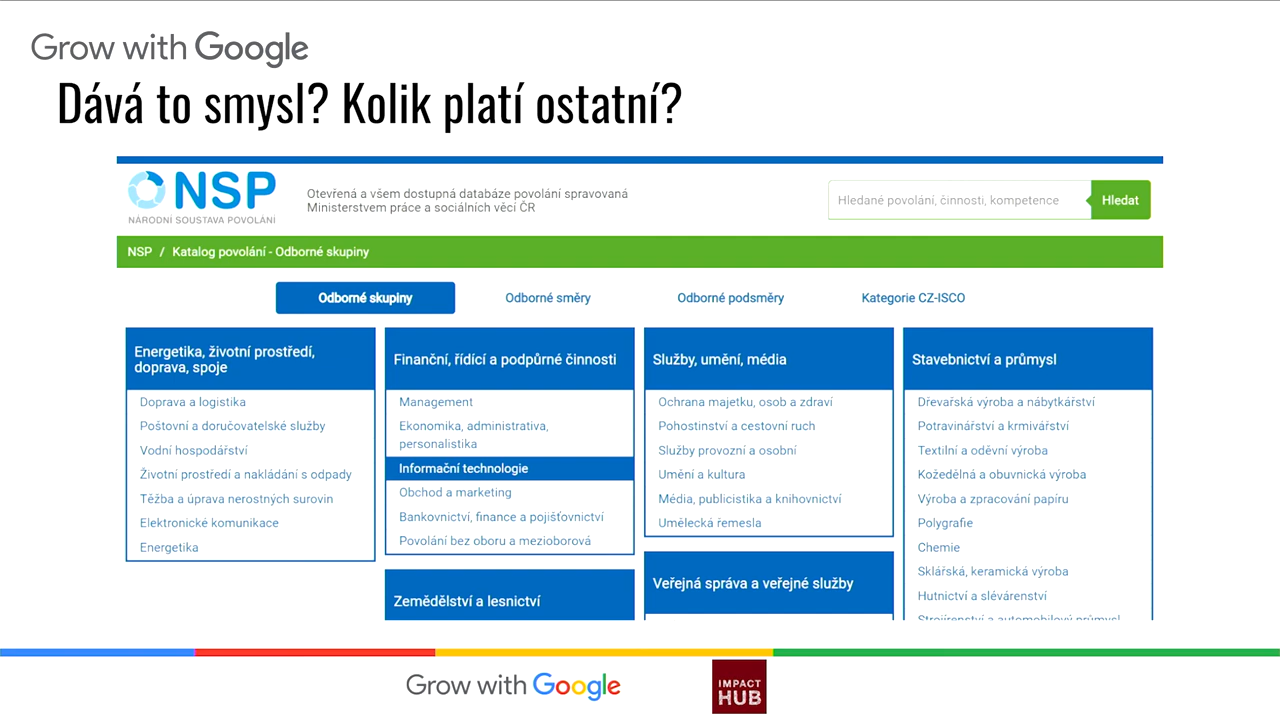 Grow with Google
Dává to smysl? Kolik platí ostatní?
NSP
NÁRODNÍ SOUSTAVA POVOLÁNÍ
Otevřená a všem dostupná databáze povolání spravovaná
Ministerstvem práce a sociálních věcí ČR
Hledané povolání, činnosti, kompetence
Hledat
NSP / Katalog povolání - Odborné skupiny
Odborné skupiny
Odborné směry
Odborné podsměry
Kategorie CZ-ISCO
Energetika, životní prostředí,
doprava, spoje
Doprava a logistika
Poštovní a doručovatelské služby
Vodní hospodářství
Životní prostředí a nakládání s odpady
Těžba a úprava nerostných surovin
Elektronické komunikace
Energetika
Finanční, řídící a podpůrné činnosti
Management
Ekonomika, administrativa,
personalistika
Informační technologie
Obchod a marketing
Bankovnictví, finance a pojišťovnictví
Povolání bez oboru a mezioborová
Zemědělství a lesnictví
Služby, umění, média
Ochrana majetku, osob a zdraví
Pohostinství a cestovní ruch
Služby provozní a osobní
Umění a kultura
Média, publicistika a knihovnictví
Umělecká řemesla
Veřejná správa a veřejné služby
Stavebnictví a průmysl
Dřevařská výroba a nábytkářství
Potravinářství a krmivářství
Textilní a oděvní výroba
Kožedělná a obuvnická výroba
Výroba a zpracování papíru
Polygrafie
Chemie
Sklářská, keramická výroba
Hutnictví a slévárenství
Strojírenství a automobilový průmysl
Grow with Google
IMPACT
HUB